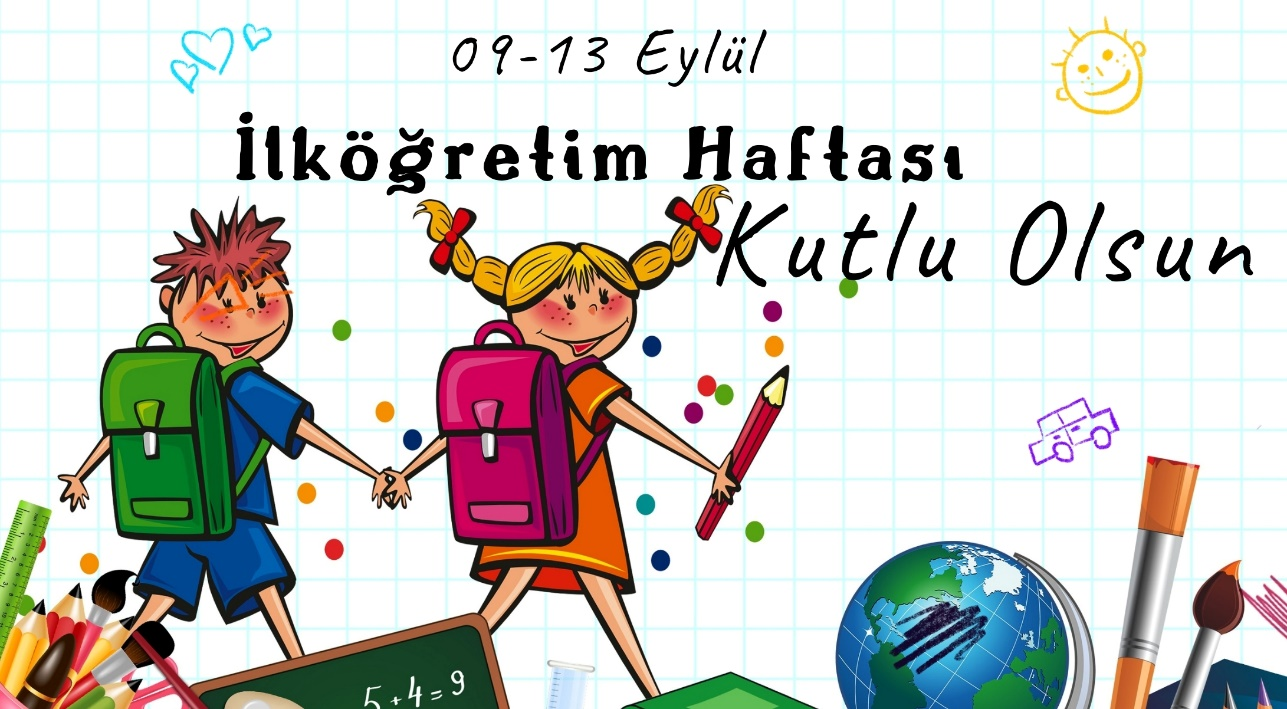 09-13 Eylül
İlköğretim Haftası
Kutlu Olsun
5+4=9